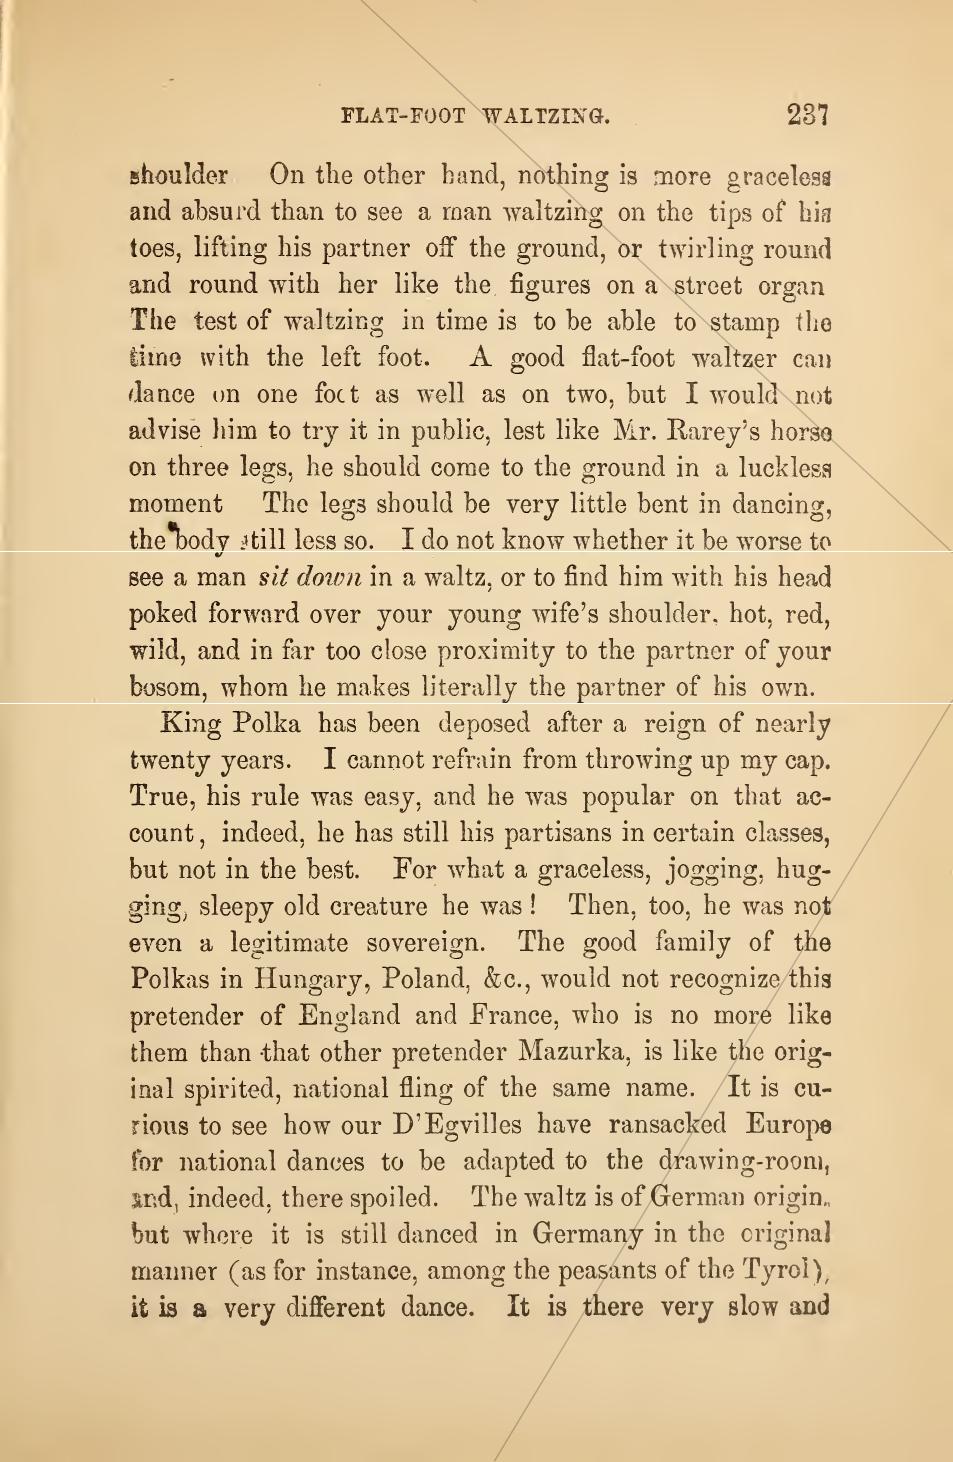 FLAT-FOOT WALTZING. 237
shoulder On the other hand, nothing is more graceless
and absurd than to see a man waltzing on the tips of his
toes, lifting his partner off the ground, or twirling round
and round with her like the figures on a street organ
The test of waltzing in time is to be able to stamp the
time with the left foot. A good flat-foot waltzer can
dance on one foot as well as on two, but I would not
advise him to try it in public, lest like Mr. Rarey's horse
on three legs, he should come to the ground in a luckless
moment The legs should be very little bent in dancing,
the body still less so. I do not know whether it be worse to
see a man sit down in a waltz, or to find him with his head
poked forward over your young wife's shoulder, hot, red,
wild, and in far too close proximity to the partner of your
bosom, whom he makes literally the partner of his own.
King Polka has been deposed after a reign of nearly
twenty years. I cannot refrain from throwing up my cap.
True, his rule was easy, and he was popular on that ac-
count, indeed, he has still his partisans in certain classes,
but not in the best. For what a graceless, jogging, hug-
ging, sleepy old creature he was! Then, too, he was not
even a legitimate sovereign. The good family of the
Polkas in Hungary, Poland, &c., would not recognize this
pretender of England and France, who is no more like
them than that other pretender Mazurka, is like the orig-
inal spirited, national fling of the same name. It is cu-
rious to see how our D'Egvilles have ransacked Europe
for national dances to be adapted to the drawing-room,
and, indeed, there spoiled. The waltz is of German origin,
but where it is still danced in Germany in the original
manner (as for instance, among the peasants of the Tyrol),
it is a very different dance. It is there very slow and